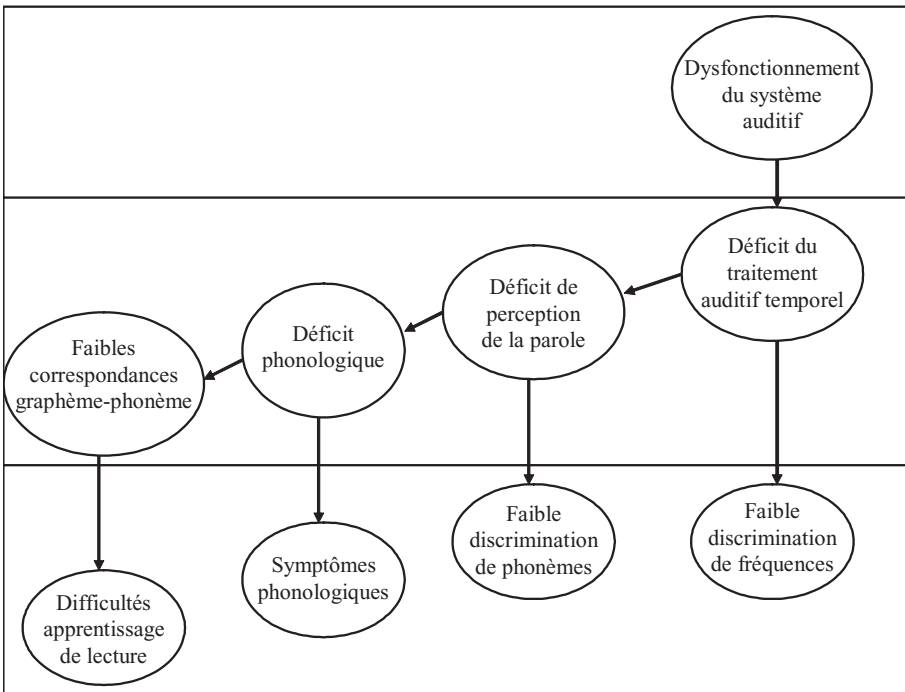 Dysfonctionnement
du système
auditif
Déficit du
traitement
auditif temporel
Déficit de
perception
de la parole
Déficit
phonologique
Faibles
correspondances
graphème-phonème
Faible
discrimination
de fréquences
Faible
discrimination
de phonèmes
Symptômes
phonologiques
Difficultés
apprentissage
de lecture